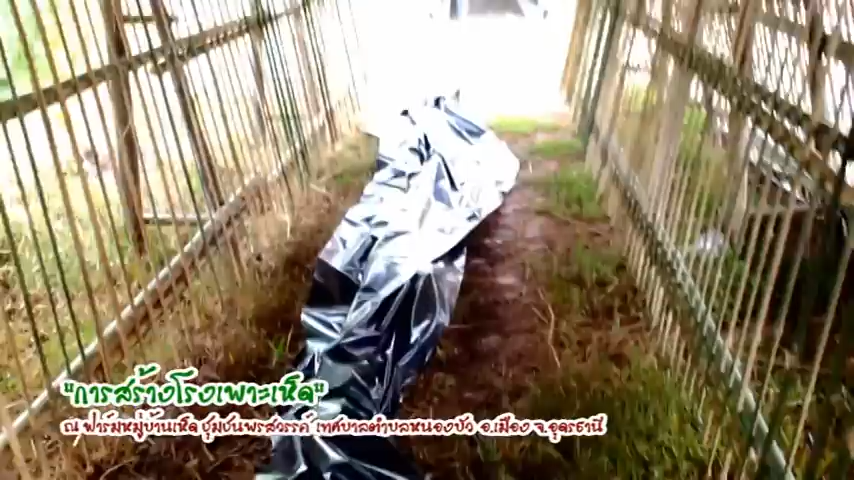 "การสร้างโรงเพาะเห็ด"
ณ ฟาร์มหมู่บ้านเห็ด ชุมชนพรสวรรค์ เทศบาลตำบลหนองบัว อ.เมือง จ.อุดรธานี